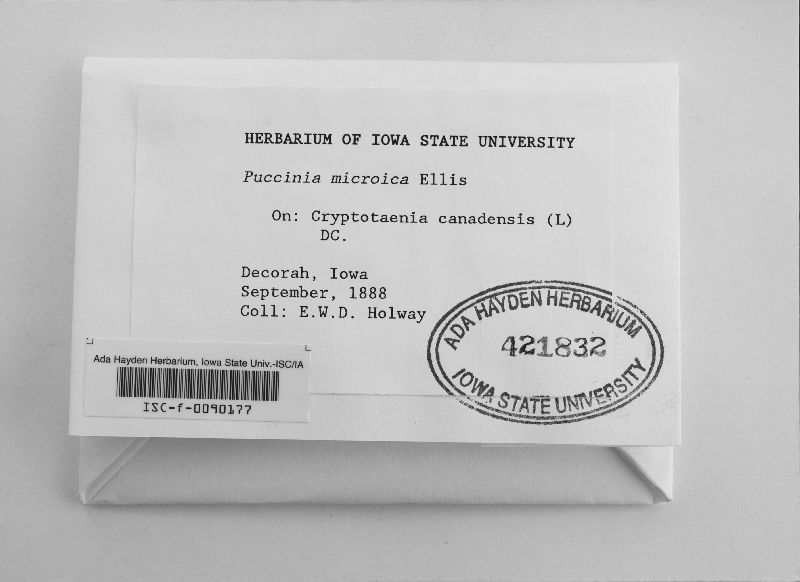 HERBARIUM OF IOWA STATE UNIVERSITY
Puccinia microica Ellis
On: Cryptotaenia canadensis (L)
DC.
Decorah, Iowa
September, 1888
Coll: E.W.D. Holway
ADA HAYDEN HERBARIUM
421832
IOWA STATE UNIVERSITY
Ada Hayden Herbarium, Iowa State Univ.-ISC/IA
ISC-f-0090177